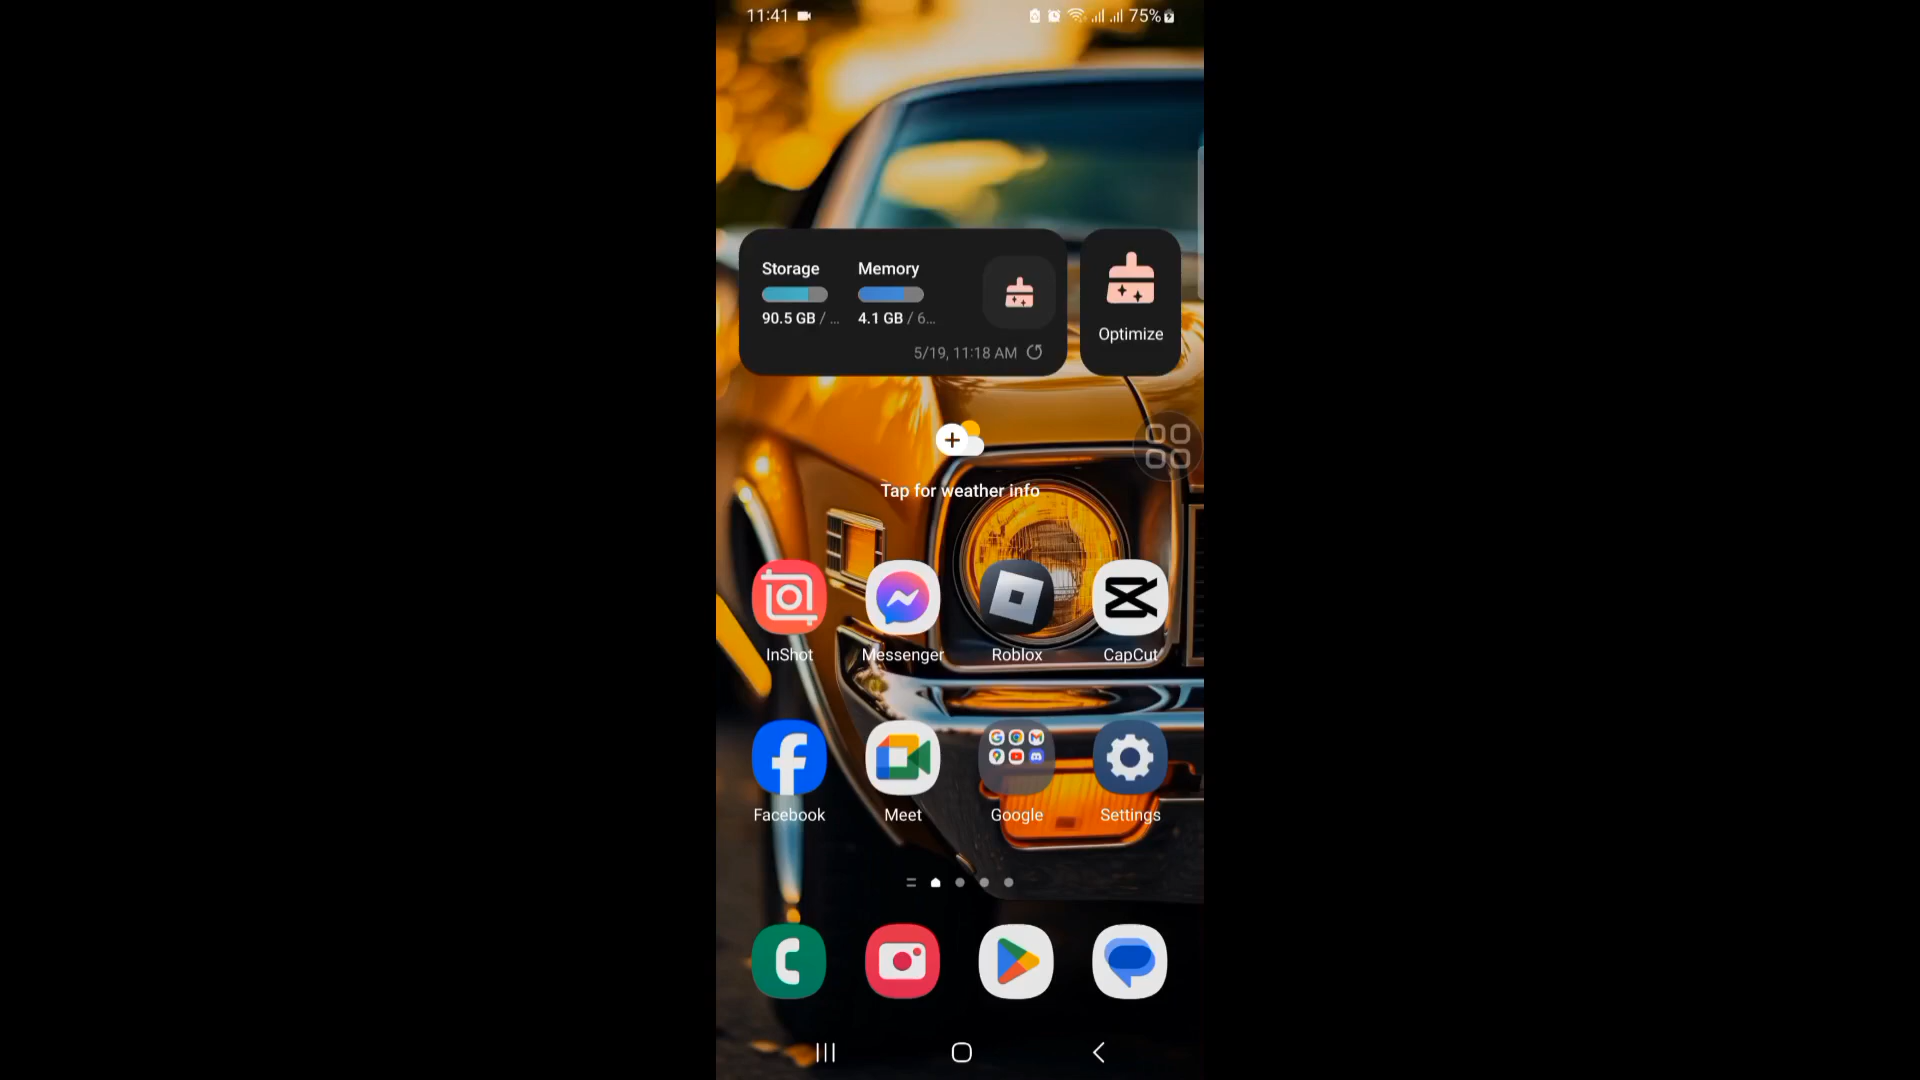 11:41 75%
Storage Memory
90.5 GB / ... 4.1 GB / 6...
5/19, 11:18 AM
Optimize
Tap for weather info
InShot Messenger Roblox CapCut
Facebook Meet Google Settings